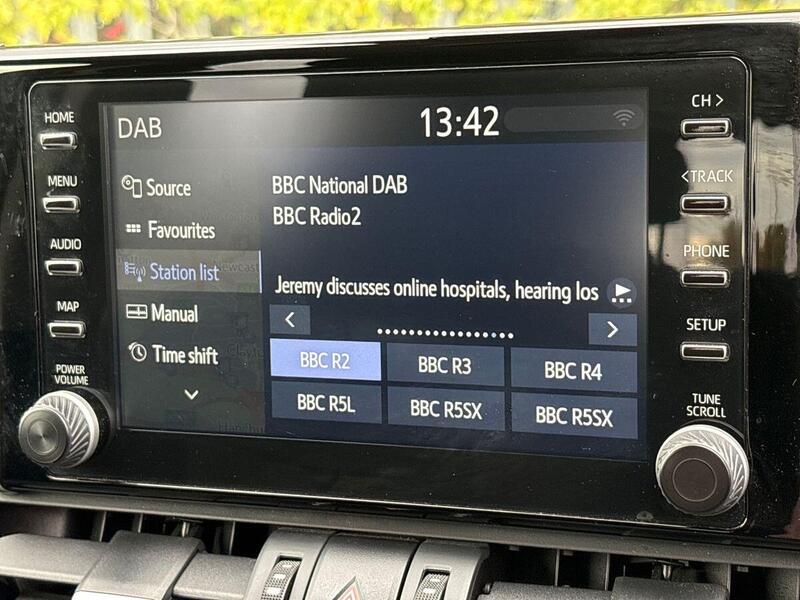 HOME
MENU
AUDIO
MAP
POWER
VOLUME
DAB
13:42
Source
Favourites
Station list
Manual
Time shift
BBC National DAB
BBC Radio2
Jeremy discusses online hospitals, hearing los
BBC R2
BBC R3
BBC R4
BBC R5L
BBC R5SX
BBC R5SX
CH >
< TRACK
PHONE
SETUP
TUNE
SCROLL